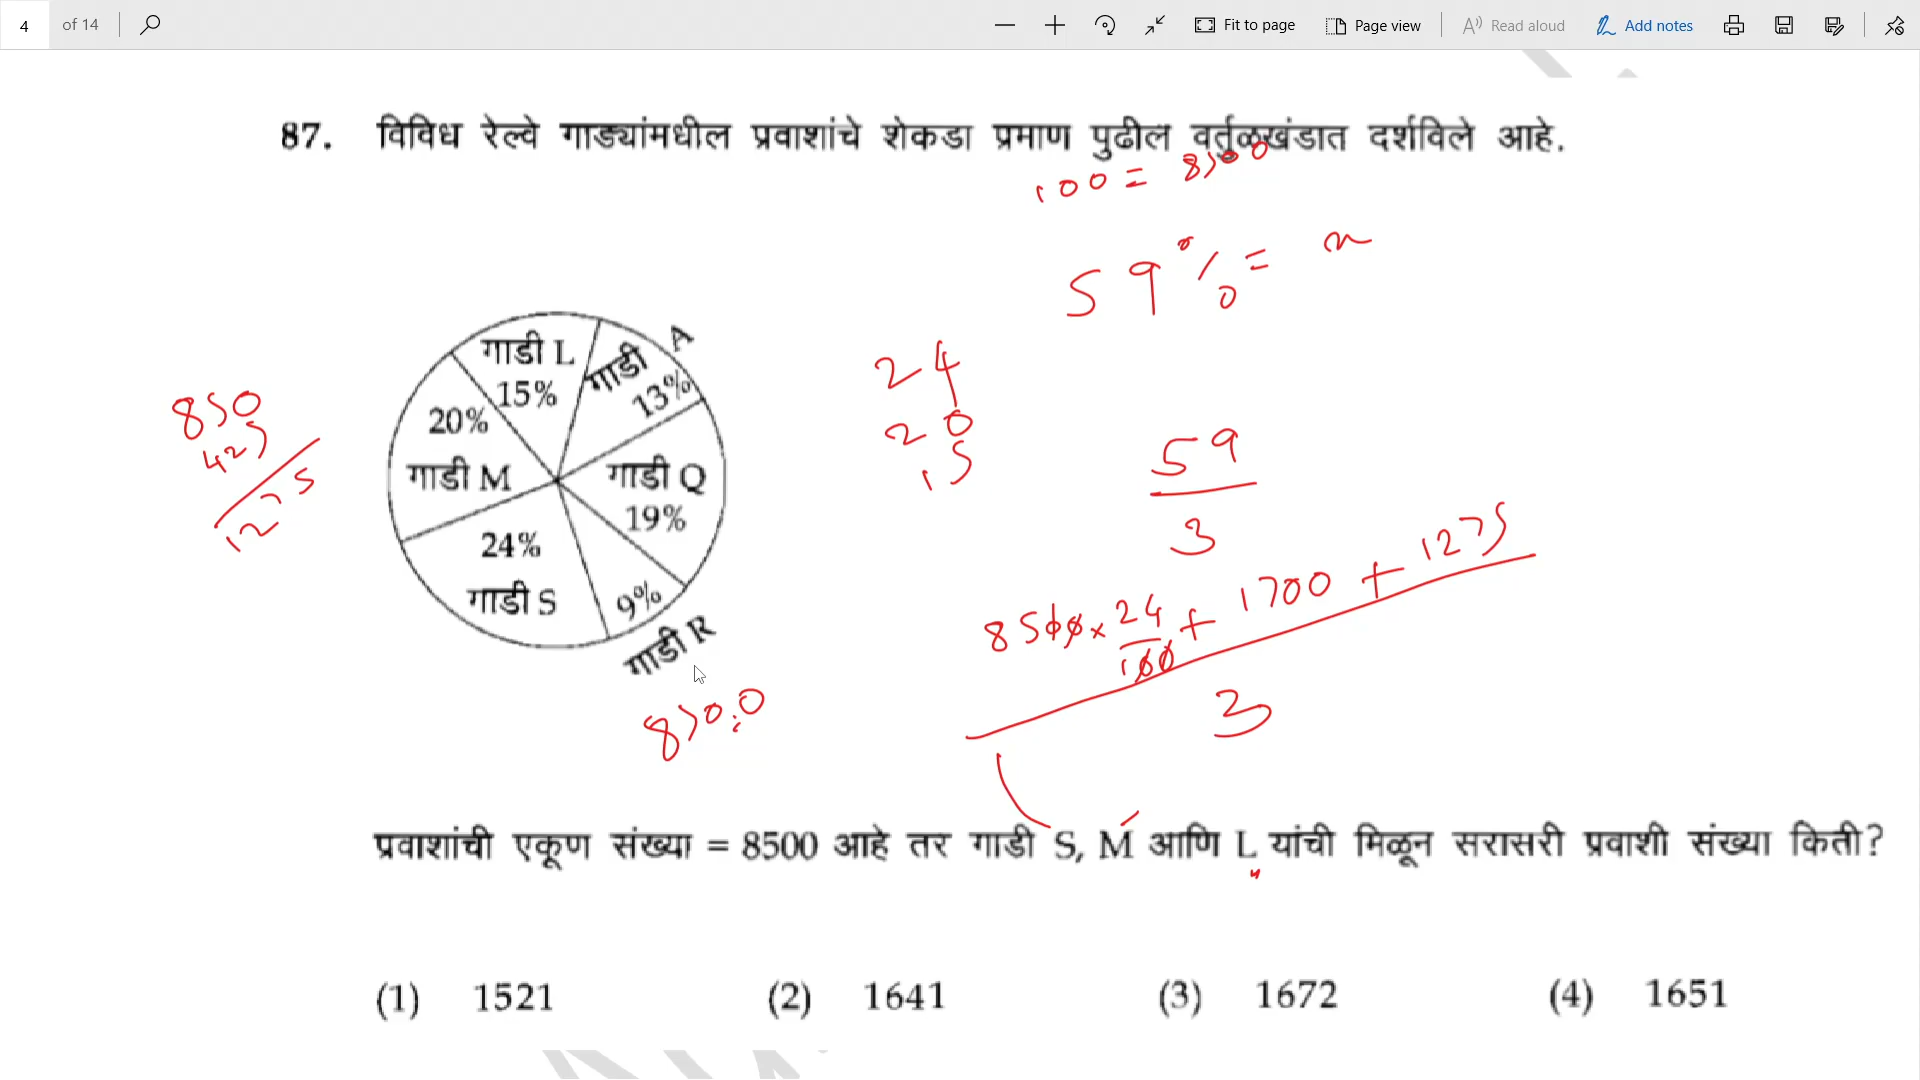 4 of 14 Fit to page Page view Read aloud Add notes
87. विविध रेल्वे गाड्यांमधील प्रवाशांचे शेकडा प्रमाण पुढील वर्तुळखंडात दर्शविले आहे.
100 = 8500
59% =
गाडी L
15%
गाडी A
13%
20%
गाडी M
गाडी Q
19%
24%
गाडी S
9%
गाडी R
850
425
1275
24
20
15
59
3
8500 × 24/100 + 1700 + 1275
3
850.0
प्रवाशांची एकूण संख्या = 8500 आहे तर गाडी S, M आणि L यांची मिळून सरासरी प्रवाशी संख्या किती?
(1) 1521 (2) 1641 (3) 1672 (4) 1651